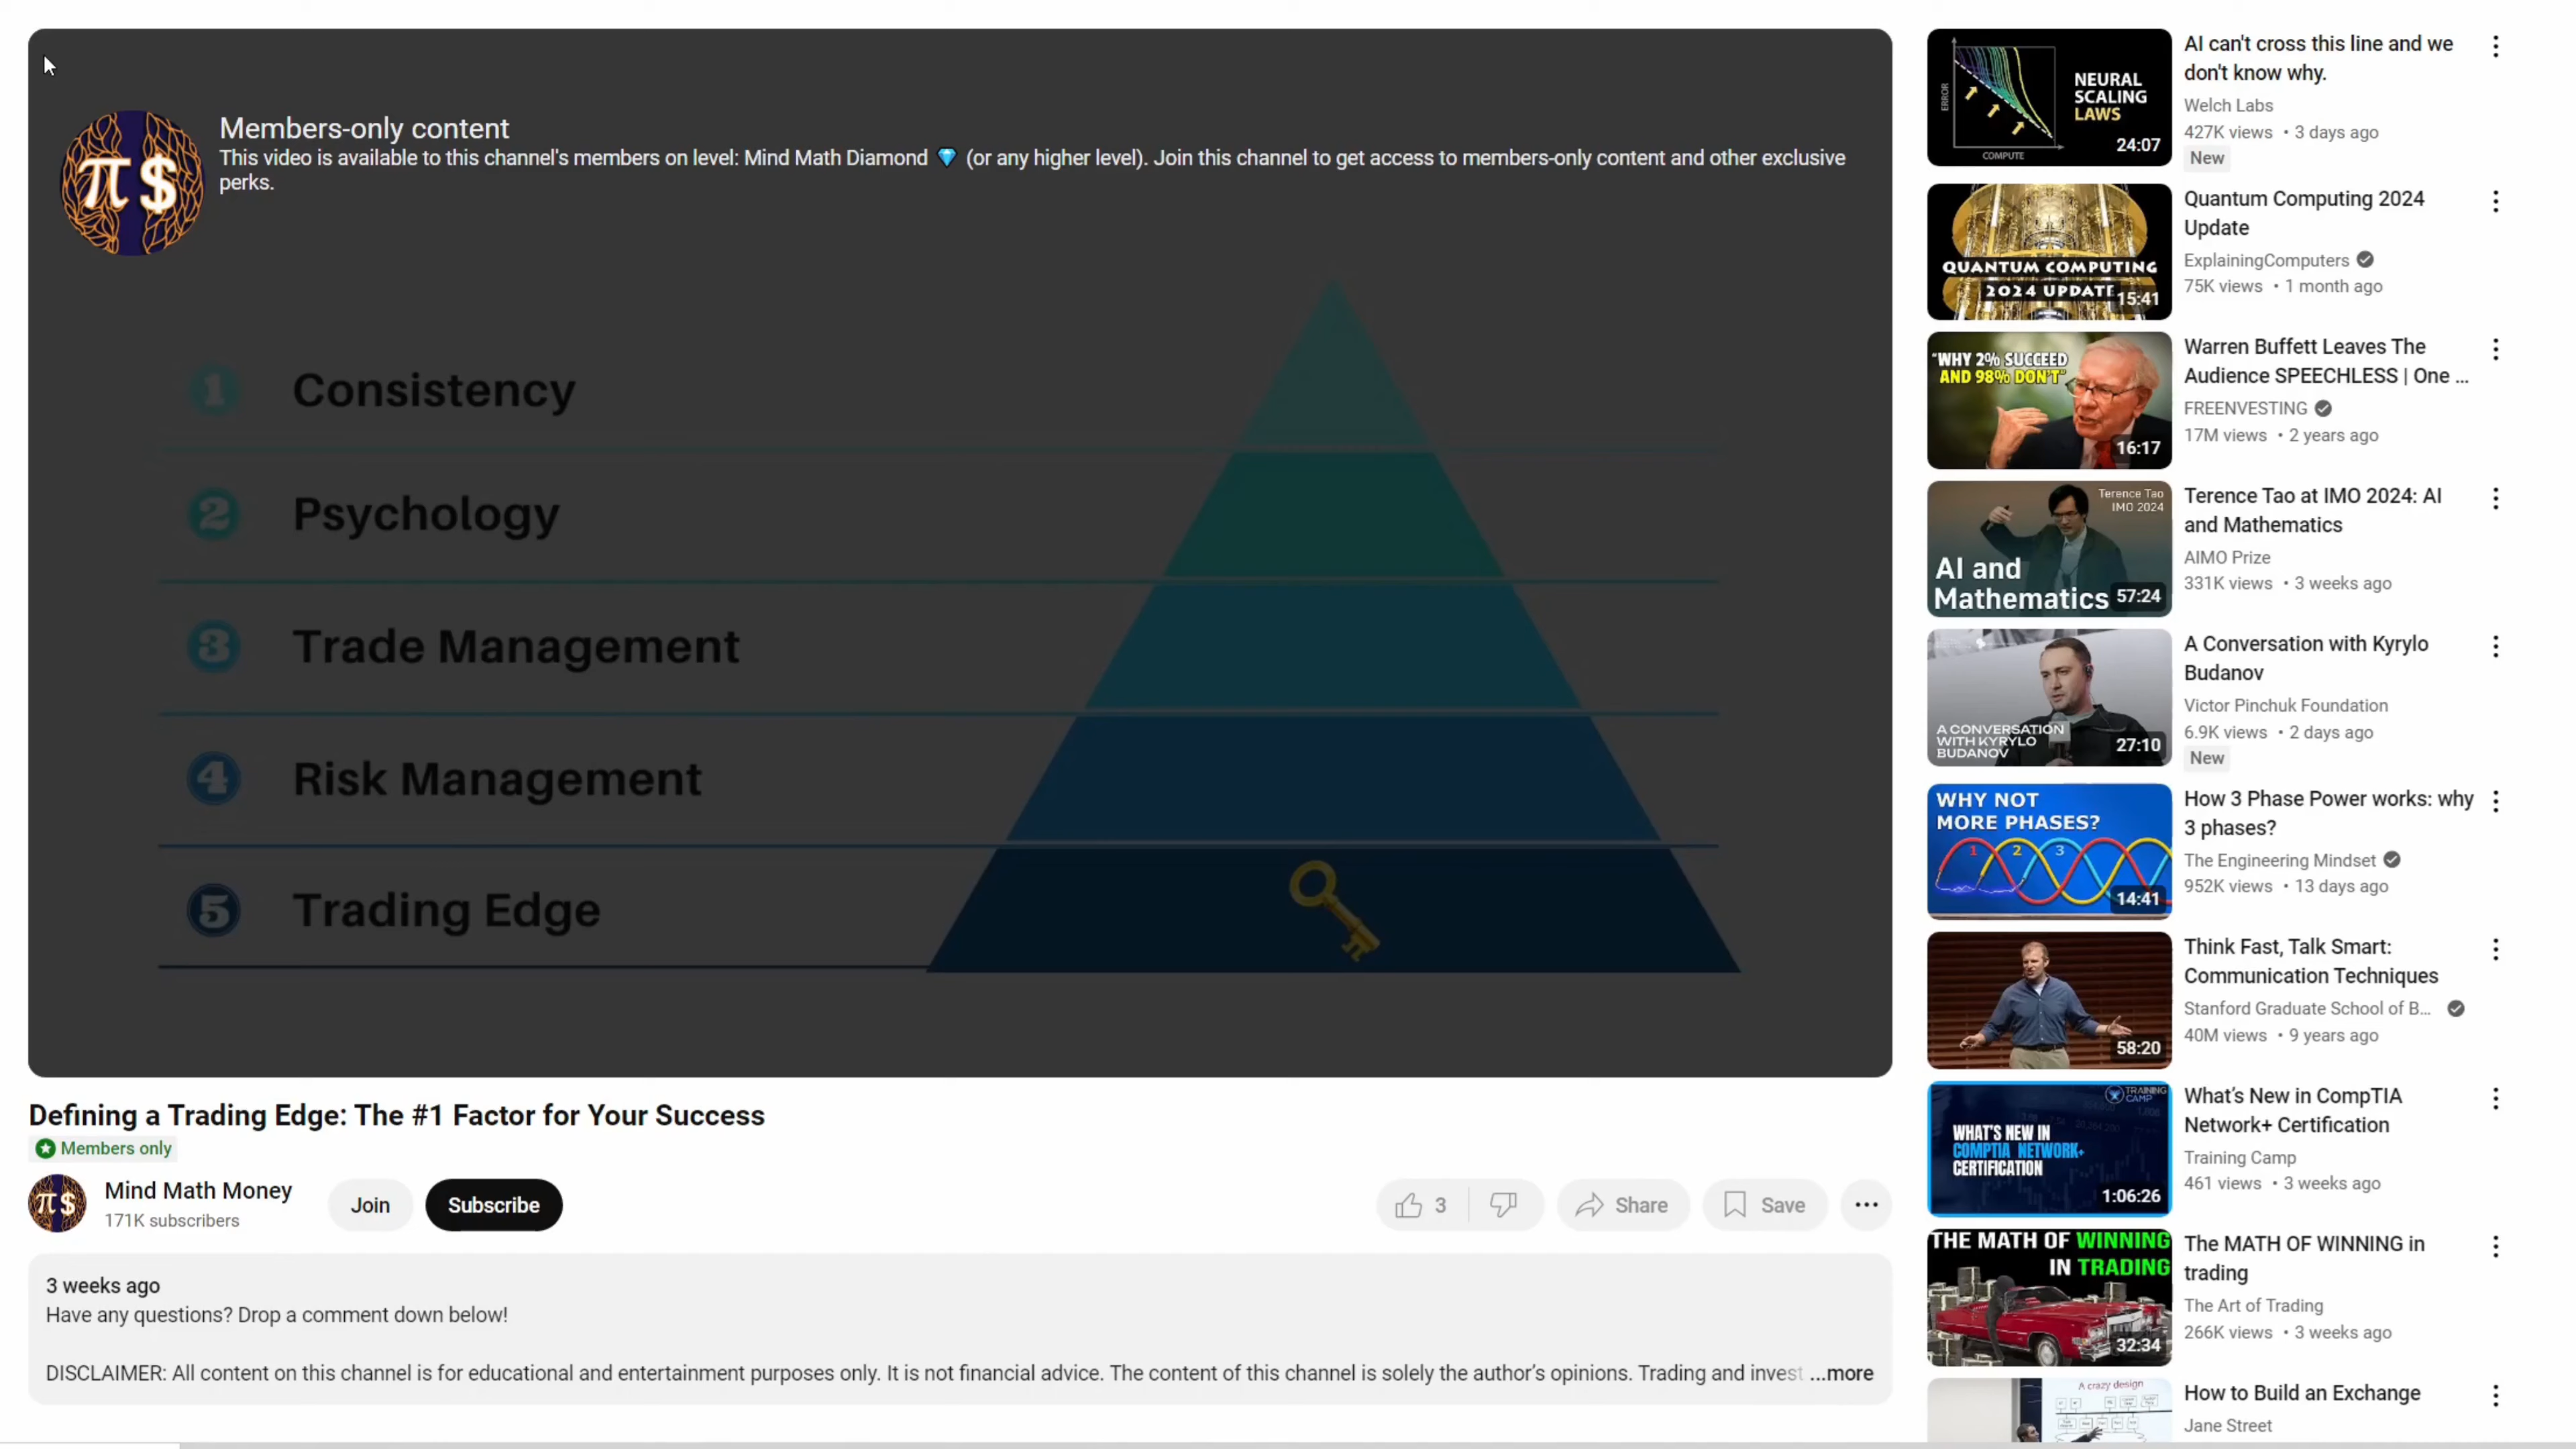 Members-only content
This video is available to this channel's members on level: Mind Math Diamond 💎 (or any higher level). Join this channel to get access to members-only content and other exclusive
perks.
π $
1 Consistency
2 Psychology
3 Trade Management
4 Risk Management
5 Trading Edge
Defining a Trading Edge: The #1 Factor for Your Success
Members only
π $
Mind Math Money
171K subscribers
Join
Subscribe
3
Share
Save
3 weeks ago
Have any questions? Drop a comment down below!
DISCLAIMER: All content on this channel is for educational and entertainment purposes only. It is not financial advice. The content of this channel is solely the author's opinions. Trading and invest ...more
ERROR
COMPUTE
NEURAL
SCALING
LAWS
24:07
AI can't cross this line and we
don't know why.
Welch Labs
427K views • 3 days ago
New
QUANTUM COMPUTING
2024 UPDATE
15:41
Quantum Computing 2024
Update
ExplainingComputers
75K views • 1 month ago
"WHY 2% SUCCEED
AND 98% DON'T"
16:17
Warren Buffett Leaves The
Audience SPEECHLESS | One ...
FREENVESTING
17M views • 2 years ago
Terence Tao
IMO 2024
AI and
Mathematics
57:24
Terence Tao at IMO 2024: AI
and Mathematics
AIMO Prize
331K views • 3 weeks ago
A CONVERSATION
WITH KYRYLO
BUDANOV
27:10
A Conversation with Kyrylo
Budanov
Victor Pinchuk Foundation
6.9K views • 2 days ago
New
WHY NOT
MORE PHASES?
1 2 3
14:41
How 3 Phase Power works: why
3 phases?
The Engineering Mindset
952K views • 13 days ago
58:20
Think Fast, Talk Smart:
Communication Techniques
Stanford Graduate School of B...
40M views • 9 years ago
TRAINING
CAMP
WHAT'S NEW IN
COMPTIA NETWORK+
CERTIFICATION
1:06:26
What's New in CompTIA
Network+ Certification
Training Camp
461 views • 3 weeks ago
THE MATH OF WINNING
IN TRADING
32:34
The MATH OF WINNING in
trading
The Art of Trading
266K views • 3 weeks ago
A crazy design
How to Build an Exchange
Jane Street